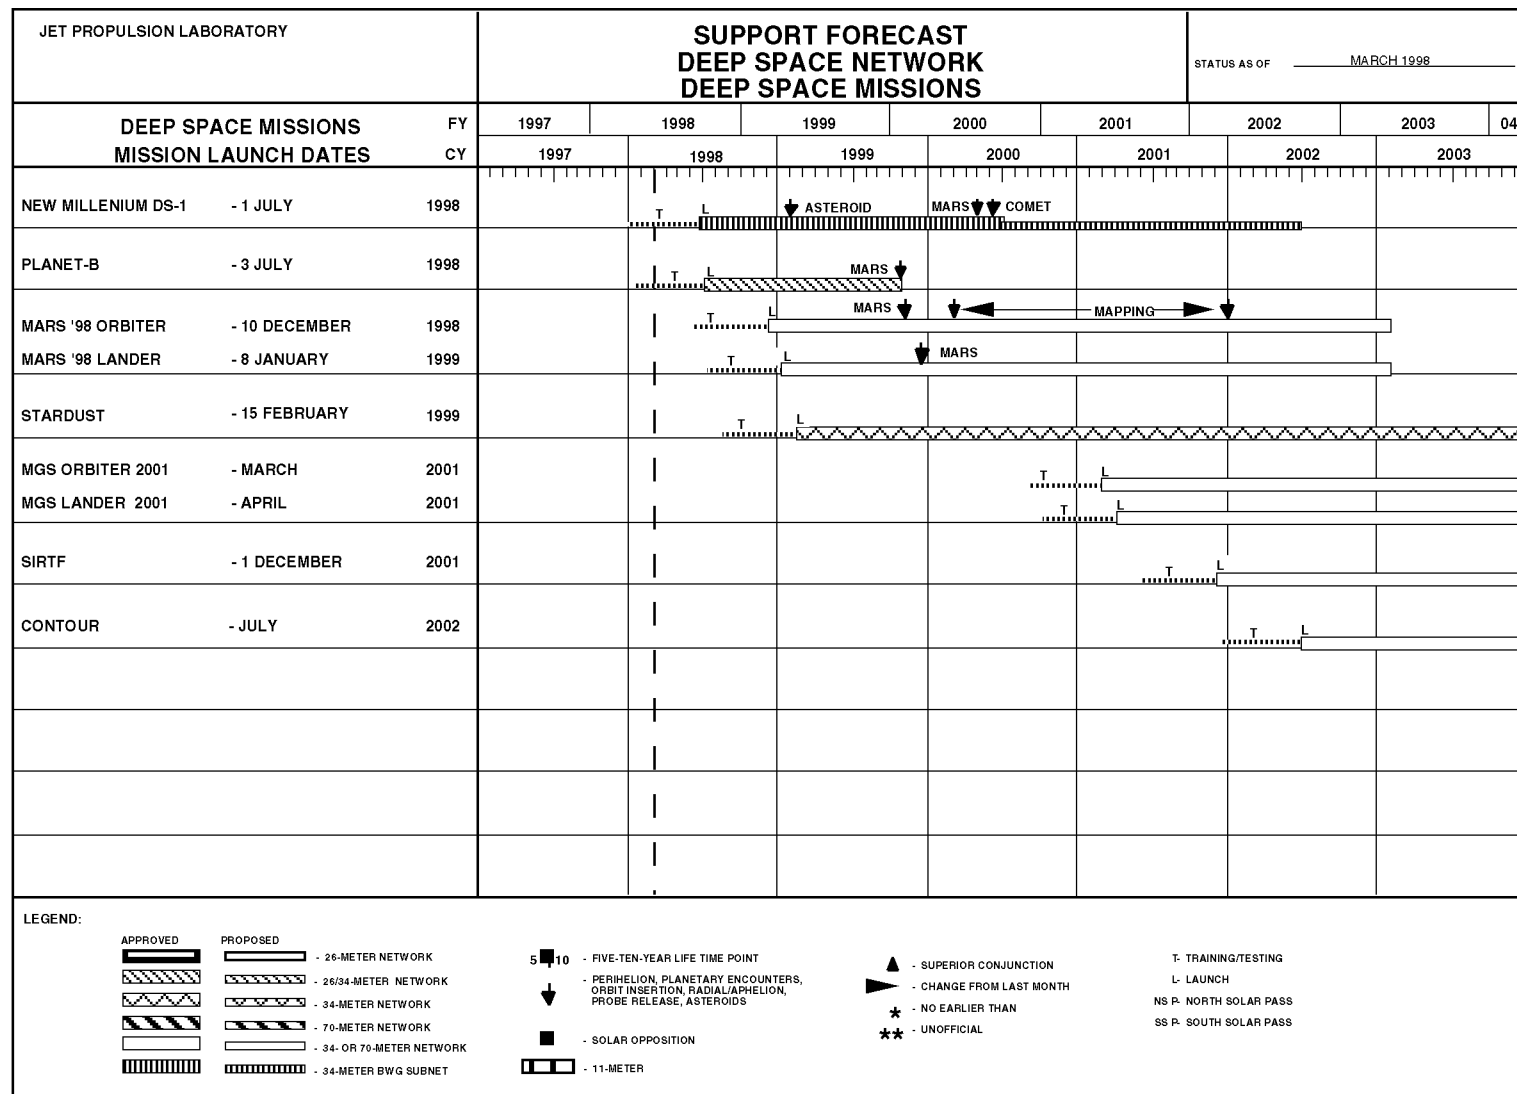 JET PROPULSION LABORATORY
SUPPORT FORECAST
DEEP SPACE NETWORK
DEEP SPACE MISSIONS
STATUS AS OF MARCH 1998
DEEP SPACE MISSIONS FY 1997 1998 1999 2000 2001 2002 2003 04
MISSION LAUNCH DATES CY 1997 1998 1999 2000 2001 2002 2003
NEW MILLENIUM DS-1 - 1 JULY 1998 T L ASTEROID MARS COMET
PLANET-B - 3 JULY 1998 T L MARS
MARS '98 ORBITER - 10 DECEMBER 1998 T L MARS MAPPING
MARS '98 LANDER - 8 JANUARY 1999 T L MARS
STARDUST - 15 FEBRUARY 1999 T L
MGS ORBITER 2001 - MARCH 2001 T L
MGS LANDER 2001 - APRIL 2001 T L
SIRTF - 1 DECEMBER 2001 T L
CONTOUR - JULY 2002 T L
LEGEND:
APPROVED PROPOSED
- 26-METER NETWORK
- 26/34-METER NETWORK
- 34-METER NETWORK
- 70-METER NETWORK
- 34- OR 70-METER NETWORK
- 34-METER BWG SUBNET
5 10 - FIVE-TEN-YEAR LIFE TIME POINT
- PERIHELION, PLANETARY ENCOUNTERS,
ORBIT INSERTION, RADIAL/APHELION,
PROBE RELEASE, ASTEROIDS
- SOLAR OPPOSITION
- 11-METER
- SUPERIOR CONJUNCTION
- CHANGE FROM LAST MONTH
* - NO EARLIER THAN
** - UNOFFICIAL
T- TRAINING/TESTING
L- LAUNCH
NS P- NORTH SOLAR PASS
SS P- SOUTH SOLAR PASS